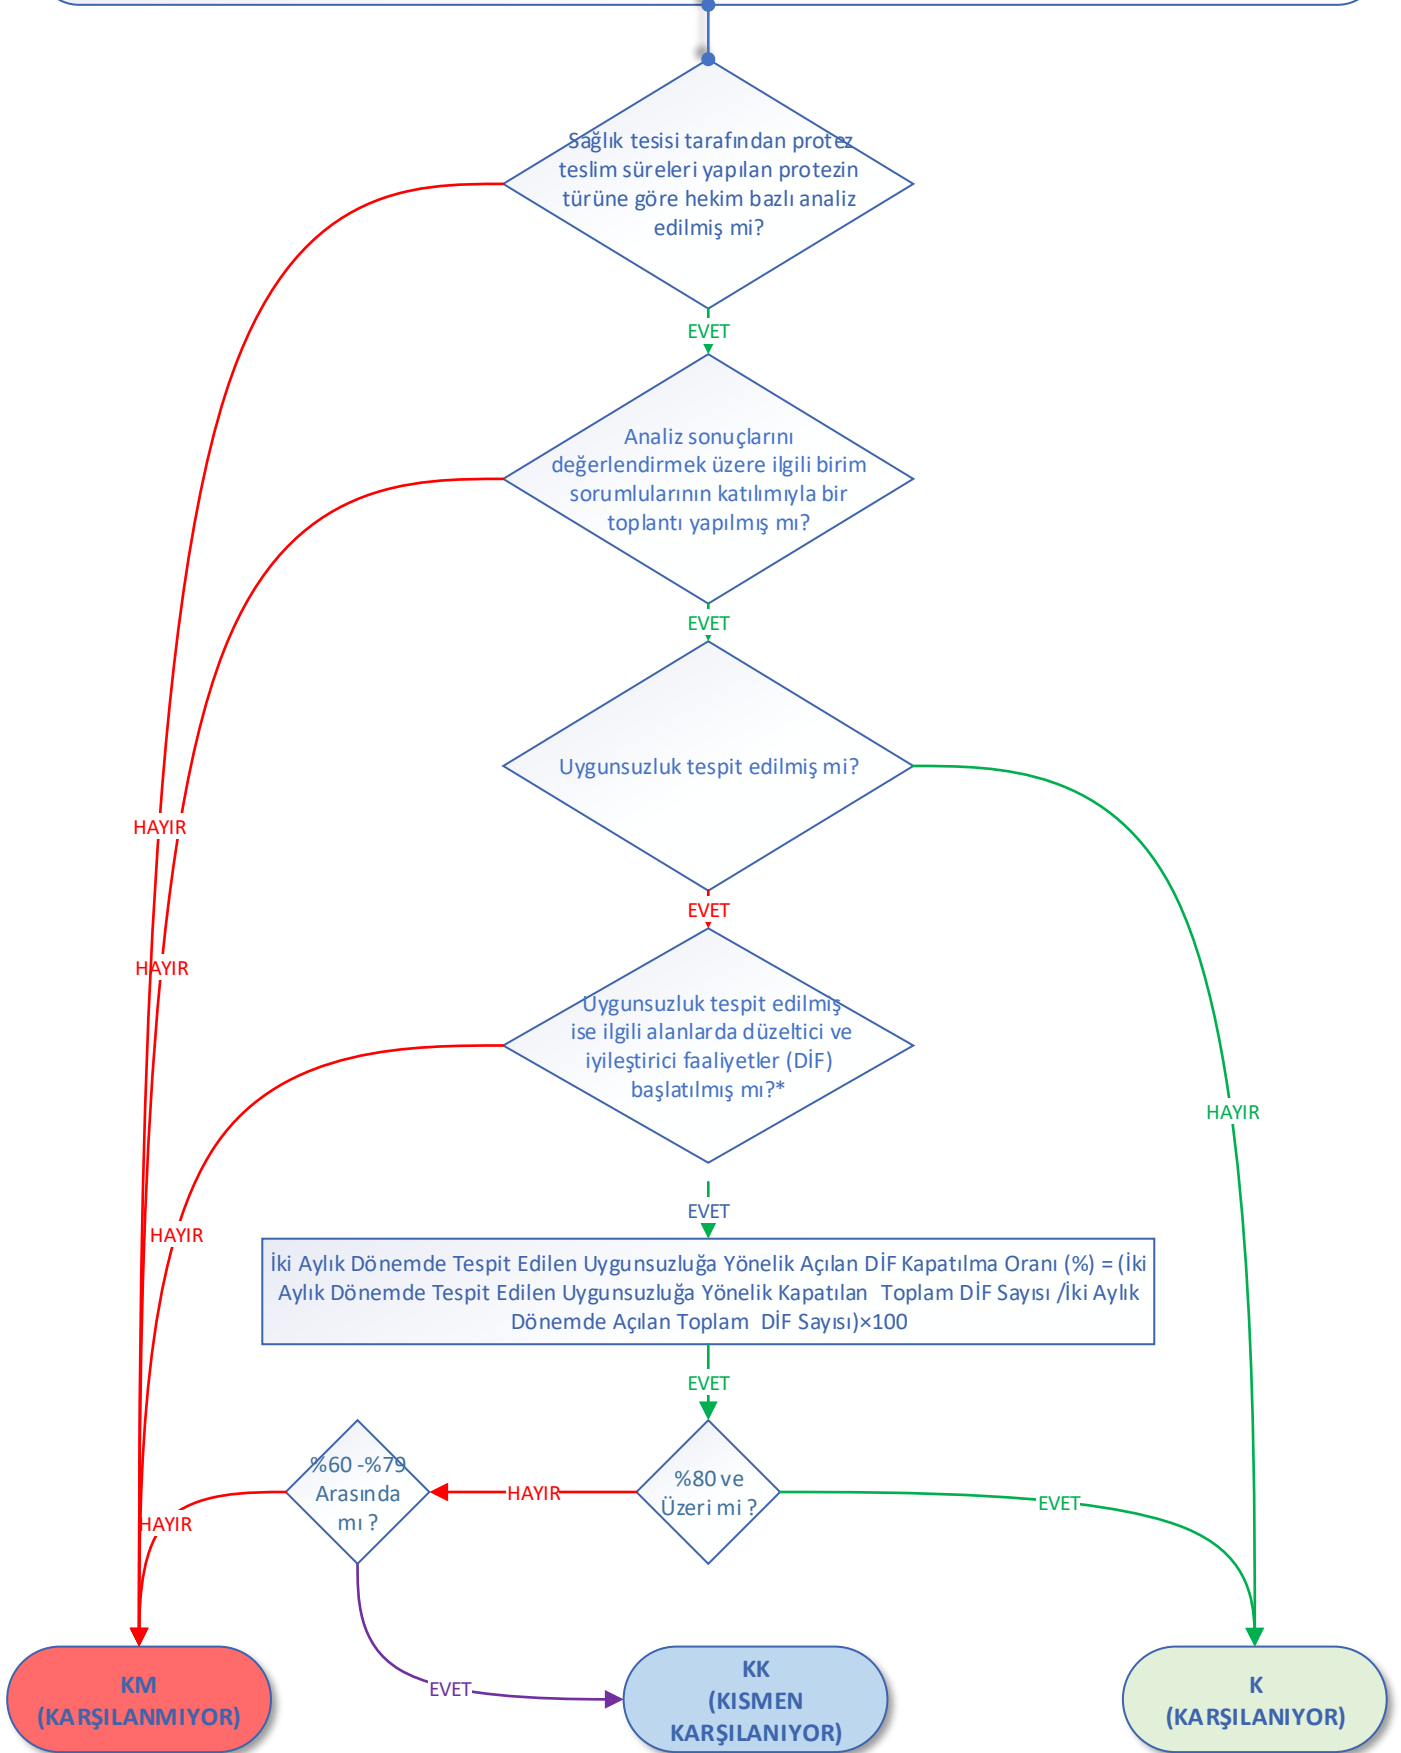 Sağlık tesisi tarafından protez
teslim süreleri yapılan protezin
türüne göre hekim bazlı analiz
edilmiş mi?
EVET
Analiz sonuçlarını
değerlendirmek üzere ilgili birim
sorumlularının katılımıyla bir
toplantı yapılmış mı?
EVET
Uygunsuzluk tespit edilmiş mi?
HAYIR
HAYIR
EVET
Uygunsuzluk tespit edilmiş
ise ilgili alanlarda düzeltici ve
iyileştirici faaliyetler (DİF)
başlatılmış mı?*
HAYIR
HAYIR
EVET
İki Aylık Dönemde Tespit Edilen Uygunsuzluğa Yönelik Açılan DİF Kapatılma Oranı (%) = (İki
Aylık Dönemde Tespit Edilen Uygunsuzluğa Yönelik Kapatılan Toplam DİF Sayısı /İki Aylık
Dönemde Açılan Toplam DİF Sayısı)×100
EVET
%60 -%79
Arasında
mı ?
HAYIR
%80 ve
Üzeri mi ?
EVET
HAYIR
EVET
KM
(KARŞILANMIYOR)
KK
(KISMEN
KARŞILANIYOR)
K
(KARŞILANIYOR)